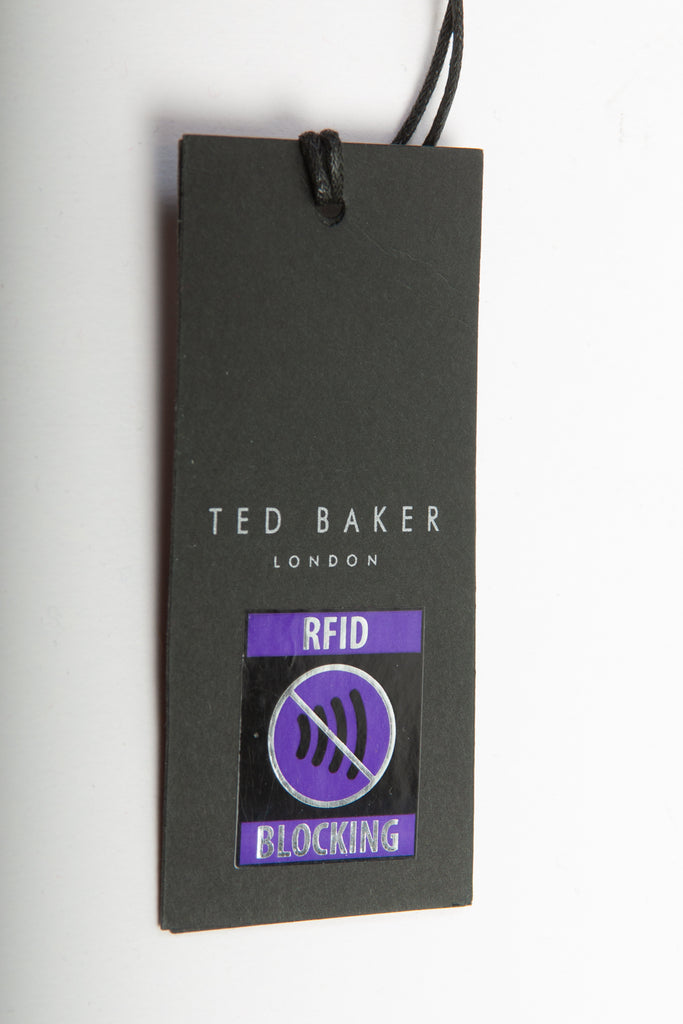 TED BAKER
LONDON
RFID
BLOCKING